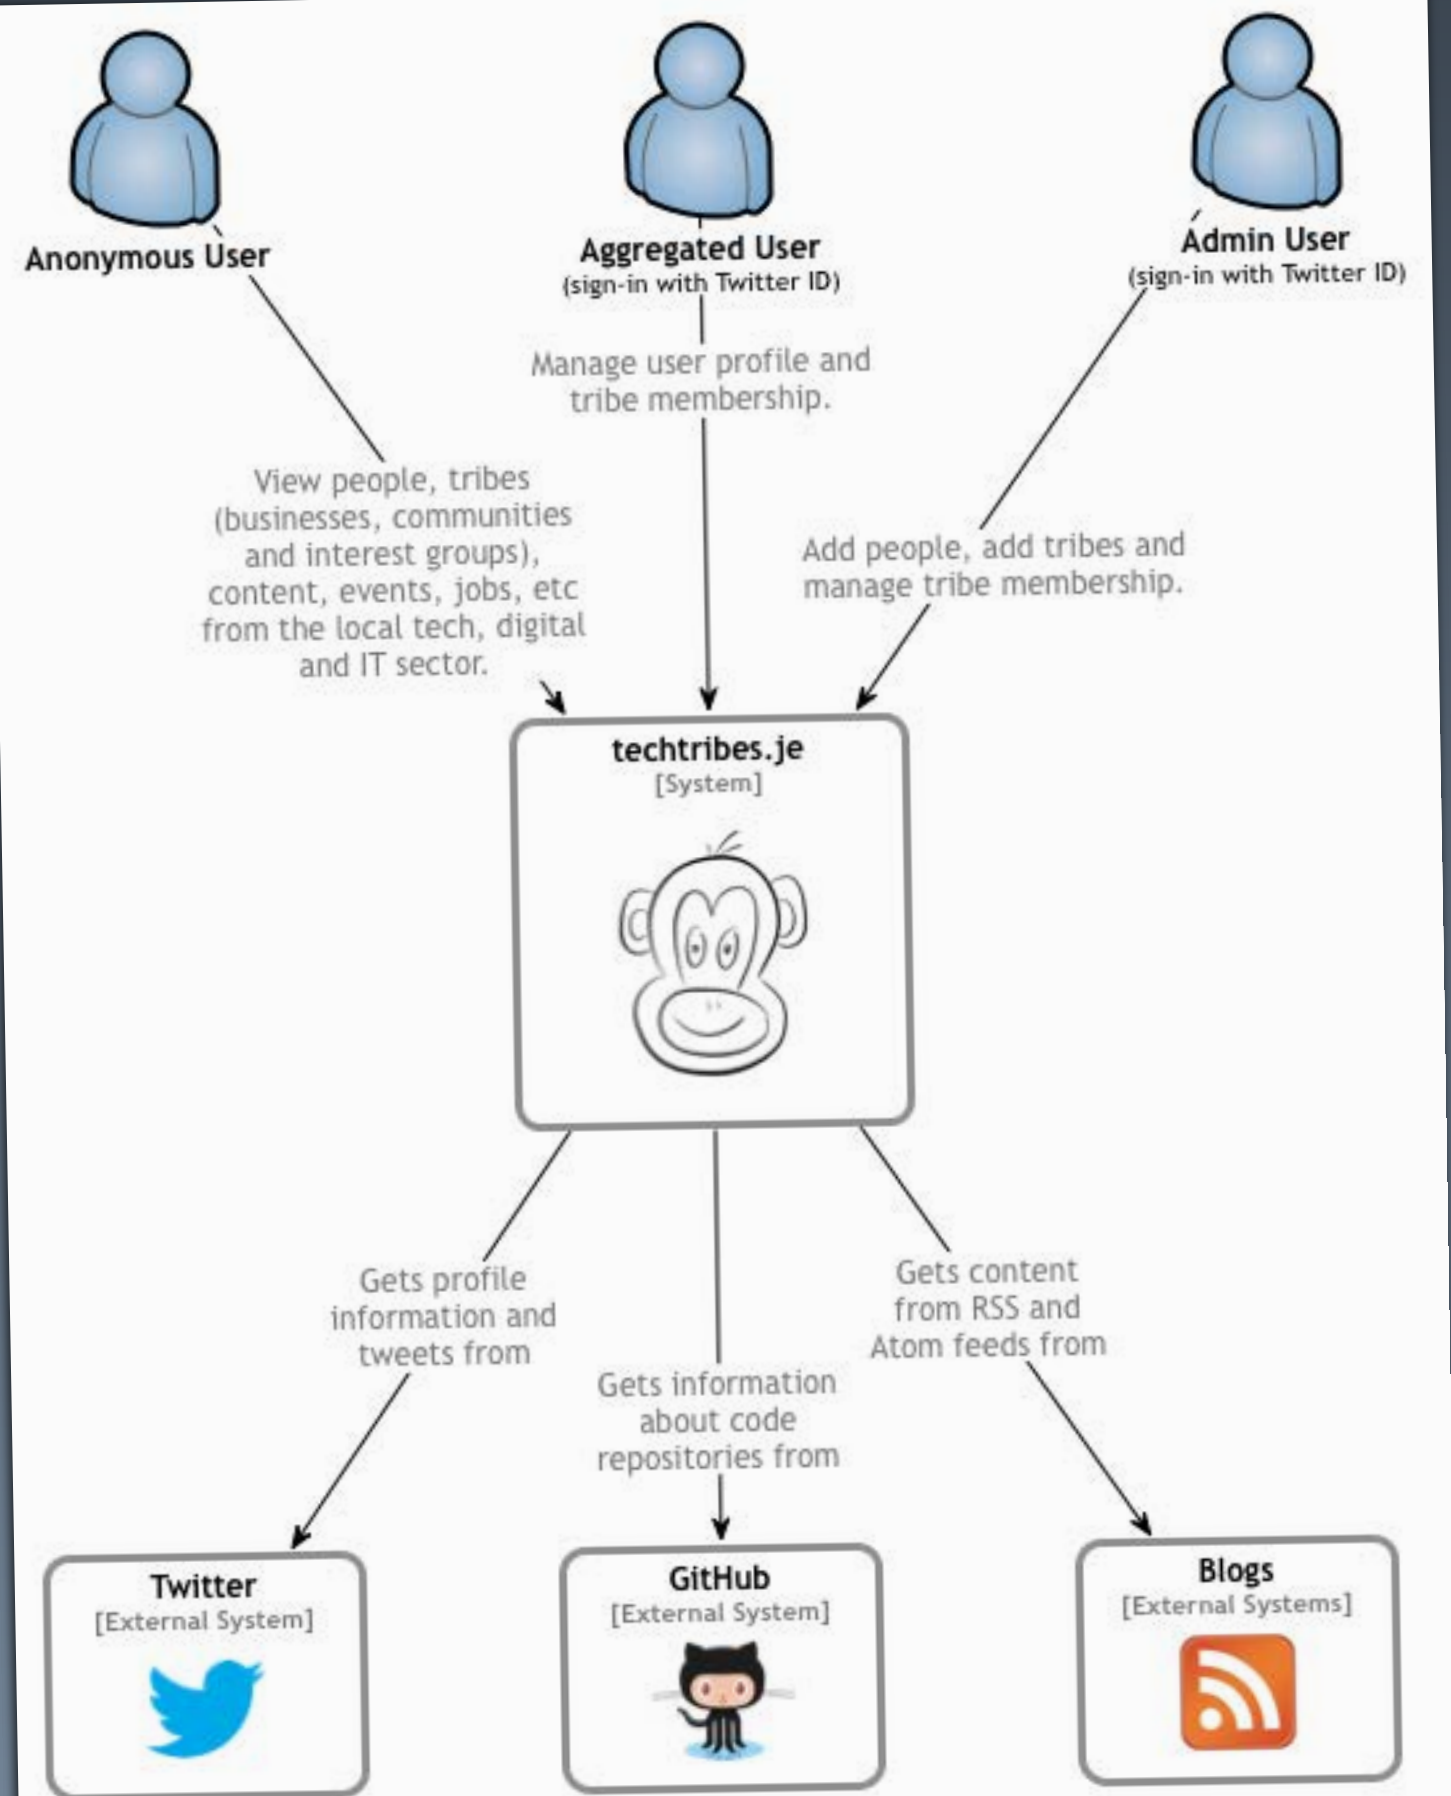 Anonymous User
Aggregated User
(sign-in with Twitter ID)
Admin User
(sign-in with Twitter ID)
Manage user profile and
tribe membership.
View people, tribes
(businesses, communities
and interest groups),
content, events, jobs, etc
from the local tech, digital
and IT sector.
Add people, add tribes and
manage tribe membership.
techtribes.je
[System]
Gets profile
information and
tweets from
Gets information
about code
repositories from
Gets content
from RSS and
Atom feeds from
Twitter
[External System]
GitHub
[External System]
Blogs
[External Systems]